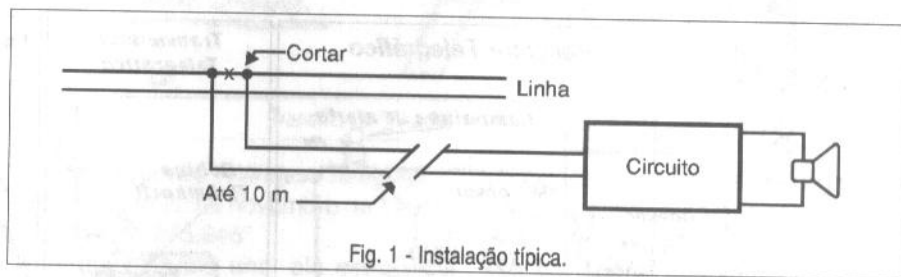 Cortar
x
Linha
Até 10 m
Circuito
Fig. 1 - Instalação típica.